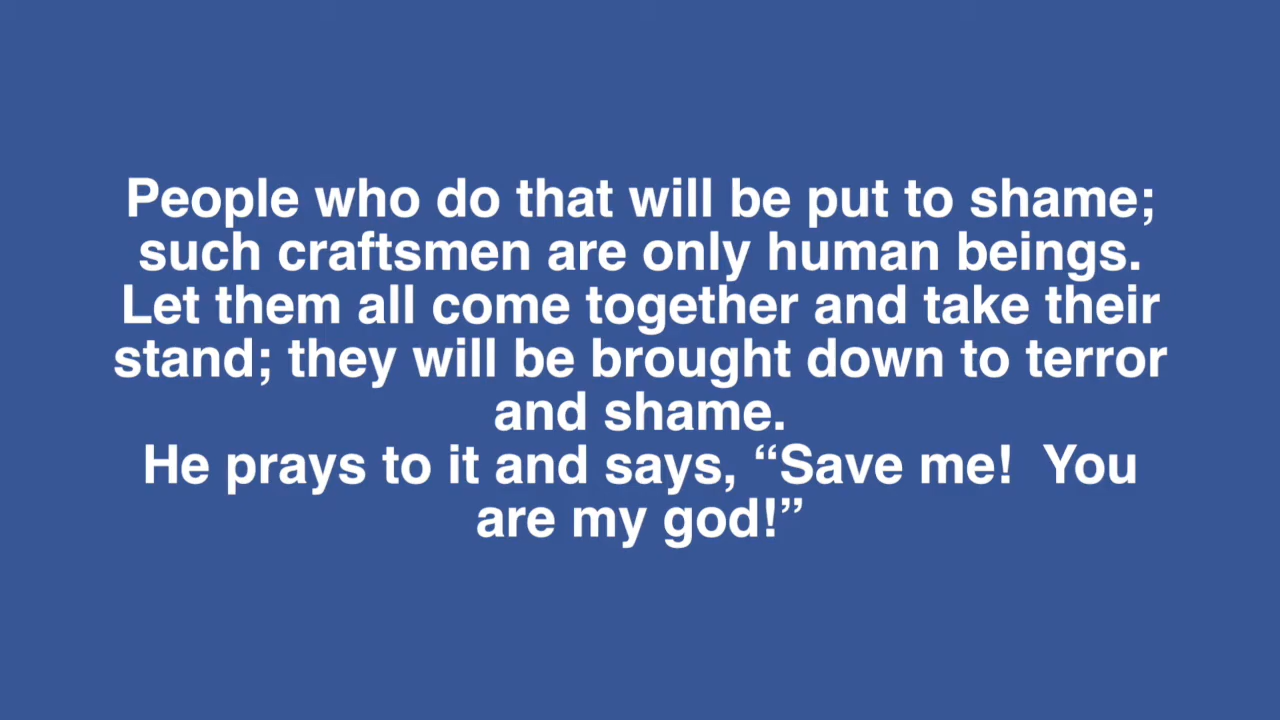 People who do that will be put to shame;
such craftsmen are only human beings.
Let them all come together and take their
stand; they will be brought down to terror
and shame.
He prays to it and says, “Save me!  You
are my god!”